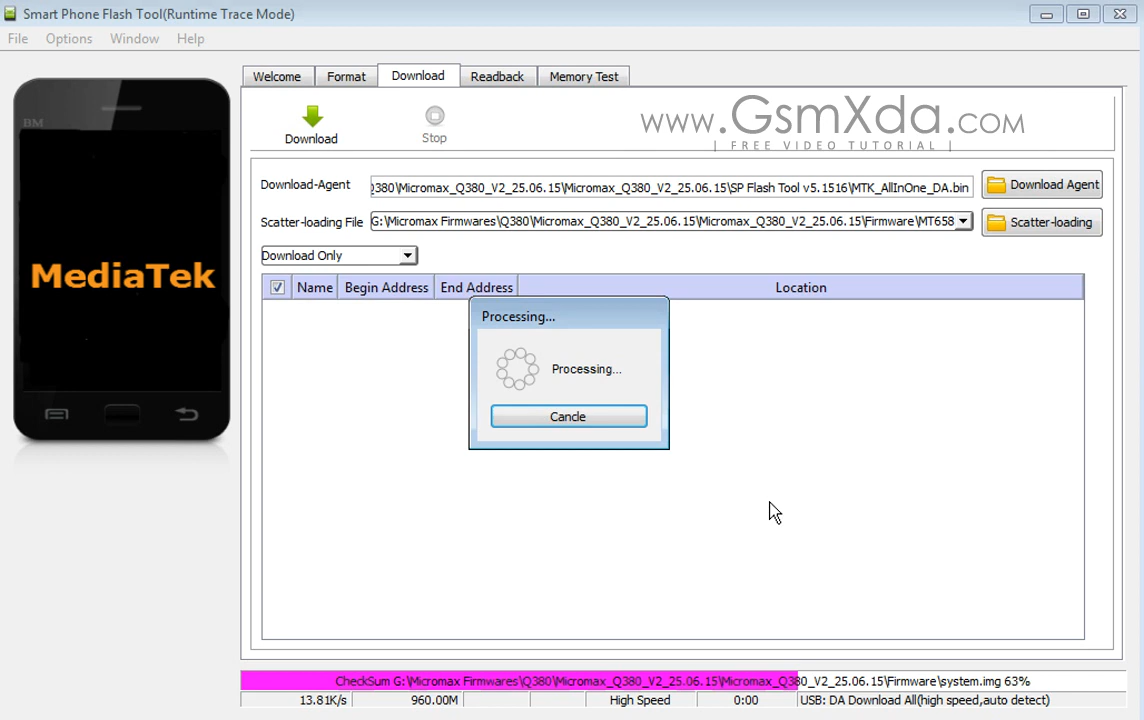 Smart Phone Flash Tool(Runtime Trace Mode)
File Options Window Help
Welcome Format Download Readback Memory Test
BM
Download Stop
www.GsmXda.com
| FREE VIDEO TUTORIAL |
Download-Agent Q380\Micromax_Q380_V2_25.06.15\Micromax_Q380_V2_25.06.15\SP Flash Tool v5.1516\MTK_AllInOne_DA.bin Download Agent
Scatter-loading File G:\Micromax Firmwares\Q380\Micromax_Q380_V2_25.06.15\Micromax_Q380_V2_25.06.15\Firmware\MT658 Scatter-loading
Download Only
MediaTek
Name Begin Address End Address Location
Processing...
Processing...
Cancle
CheckSum G:\Micromax Firmwares\Q380\Micromax_Q380_V2_25.06.15\Micromax_Q380_V2_25.06.15\Firmware\system.img 63%
13.81K/s 960.00M High Speed 0:00 USB: DA Download All(high speed,auto detect)